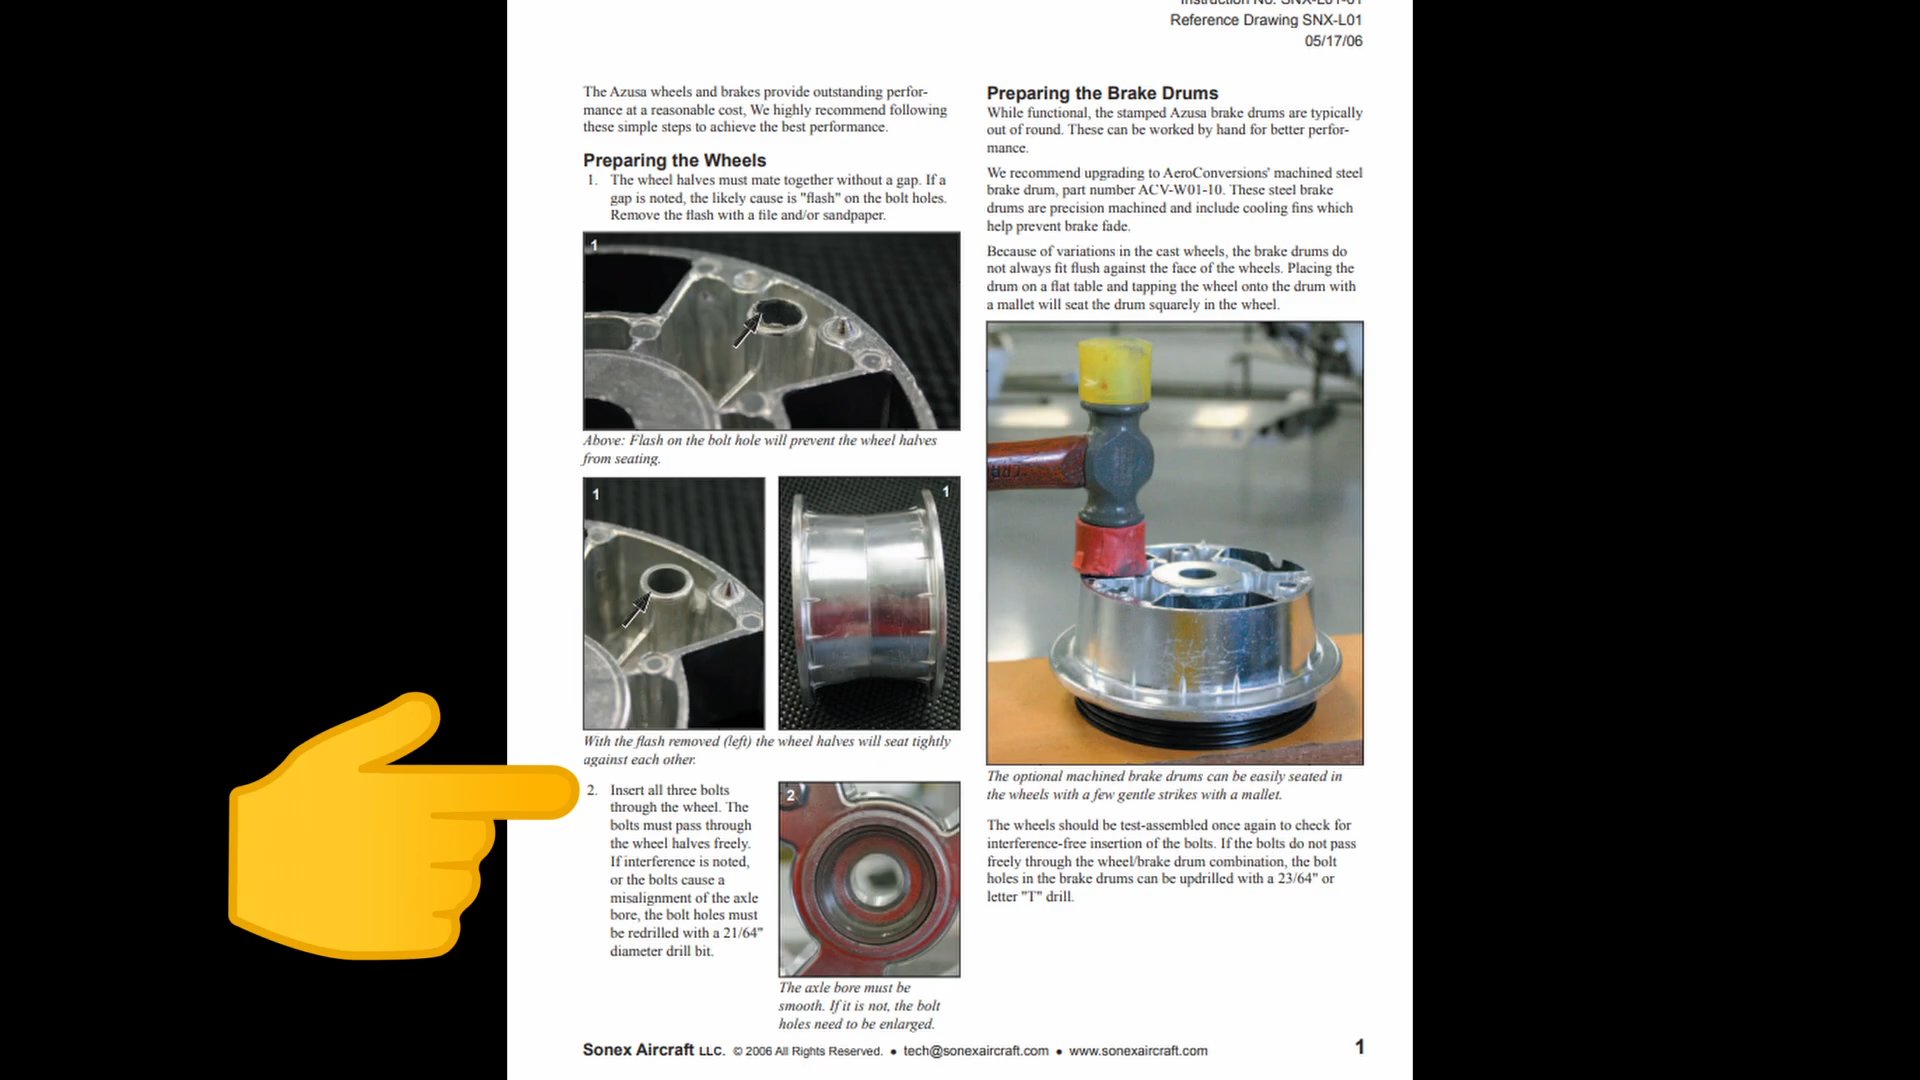 Instruction No. SNX-L01-01
Reference Drawing SNX-L01
05/17/06
The Azusa wheels and brakes provide outstanding perfor-
mance at a reasonable cost, We highly recommend following
these simple steps to achieve the best performance.
Preparing the Wheels
1. The wheel halves must mate together without a gap. If a
gap is noted, the likely cause is "flash" on the bolt holes.
Remove the flash with a file and/or sandpaper.
1
Above: Flash on the bolt hole will prevent the wheel halves
from seating.
1
1
With the flash removed (left) the wheel halves will seat tightly
against each other.
2. Insert all three bolts
through the wheel. The
bolts must pass through
the wheel halves freely.
If interference is noted,
or the bolts cause a
misalignment of the axle
bore, the bolt holes must
be redrilled with a 21/64"
diameter drill bit.
2
The axle bore must be
smooth. If it is not, the bolt
holes need to be enlarged.
Preparing the Brake Drums
While functional, the stamped Azusa brake drums are typically
out of round. These can be worked by hand for better perfor-
mance.
We recommend upgrading to AeroConversions' machined steel
brake drum, part number ACV-W01-10. These steel brake
drums are precision machined and include cooling fins which
help prevent brake fade.
Because of variations in the cast wheels, the brake drums do
not always fit flush against the face of the wheels. Placing the
drum on a flat table and tapping the wheel onto the drum with
a mallet will seat the drum squarely in the wheel.
The optional machined brake drums can be easily seated in
the wheels with a few gentle strikes with a mallet.
The wheels should be test-assembled once again to check for
interference-free insertion of the bolts. If the bolts do not pass
freely through the wheel/brake drum combination, the bolt
holes in the brake drums can be updrilled with a 23/64" or
letter "T" drill.
Sonex Aircraft LLC. © 2006 All Rights Reserved. • tech@sonexaircraft.com • www.sonexaircraft.com 1